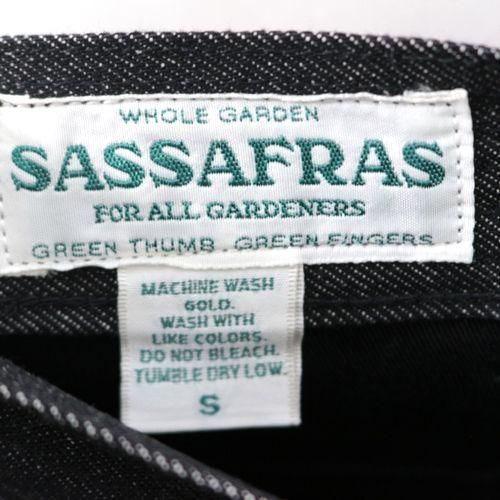 WHOLE GARDEN
SASSAFRAS
FOR ALL GARDENERS
GREEN THUMB GREEN FINGERS
MACHINE WASH
GOLD.
WASH WITH
LIKE COLORS.
DO NOT BLEACH.
TUMBLE DRY LOW.
S